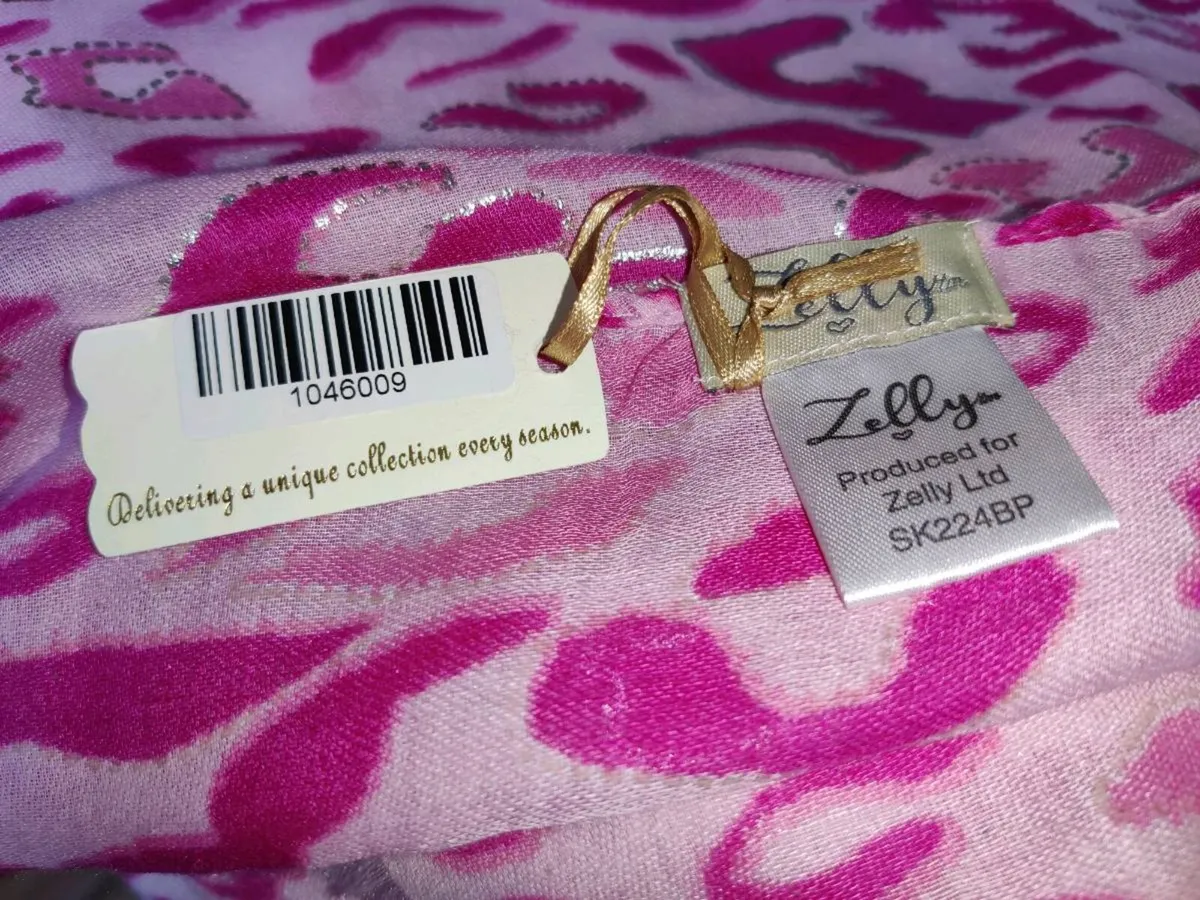 1046009
Delivering a unique collection every season.
Zelly
Zelly
Produced for
Zelly Ltd
SK224BP